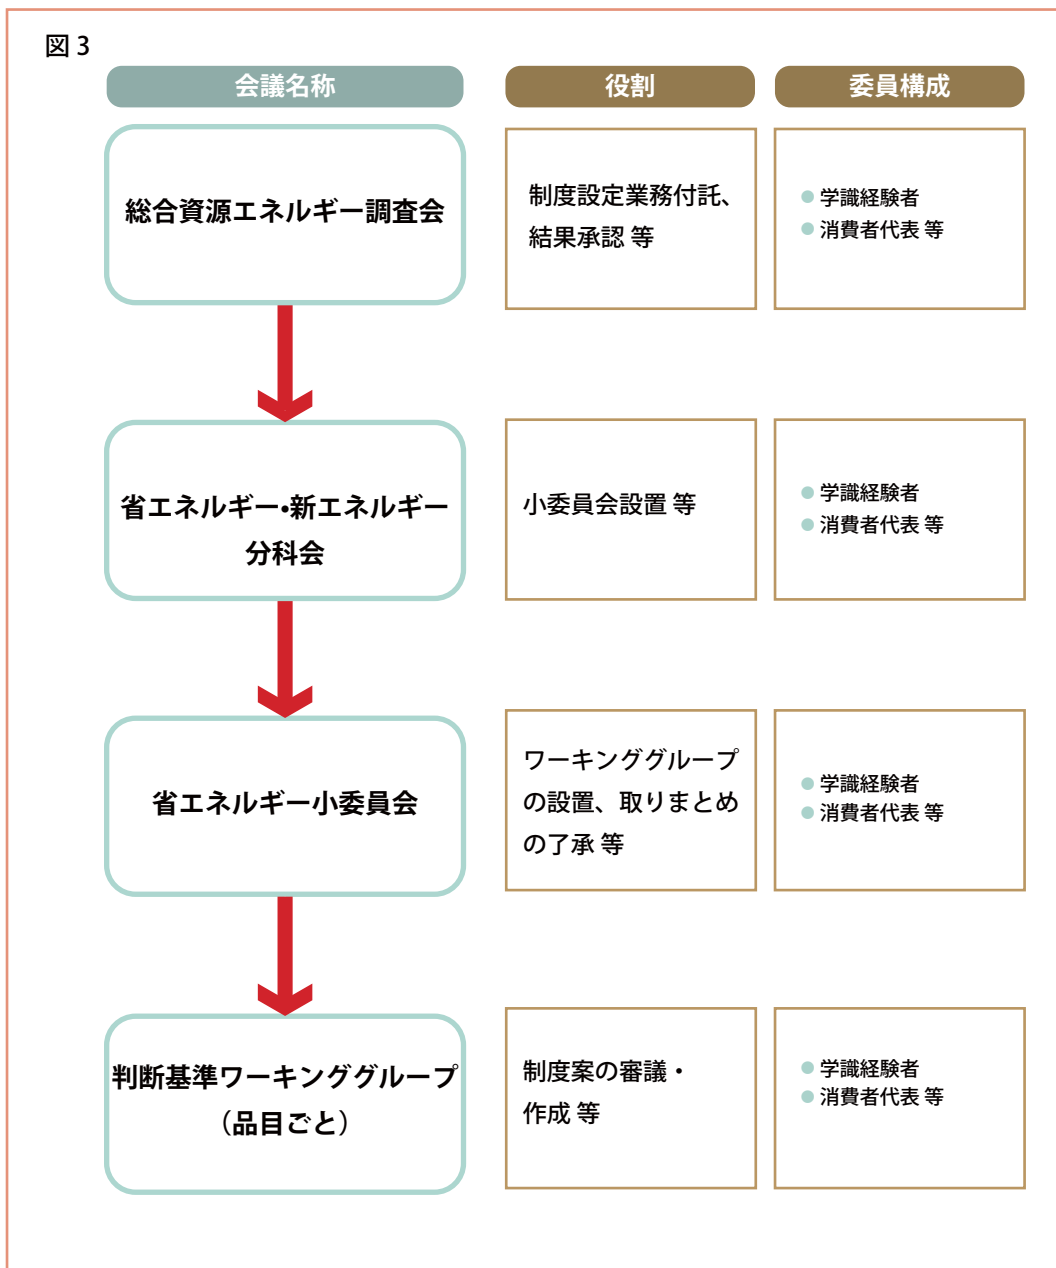 図 3
会議名称
役割
委員構成
総合資源エネルギー調査会
制度設定業務付託、
結果承認 等
学識経験者
消費者代表 等
省エネルギー・新エネルギー
分科会
小委員会設置 等
学識経験者
消費者代表 等
省エネルギー小委員会
ワーキンググループ
の設置、取りまとめ
の了承 等
学識経験者
消費者代表 等
判断基準ワーキンググループ
（品目ごと）
制度案の審議・
作成 等
学識経験者
消費者代表 等